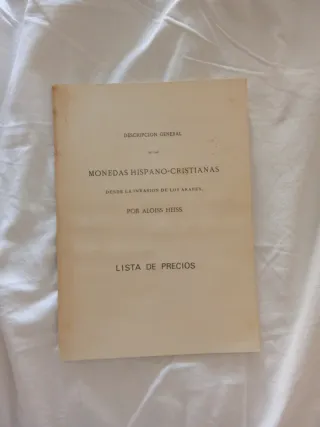 DESCRIPCION GENERAL
DE LAS
MONEDAS HISPANO-CRISTIANAS
DESDE LA INVASION DE LOS ARABES,
POR ALOISS HEISS.
LISTA DE PRECIOS